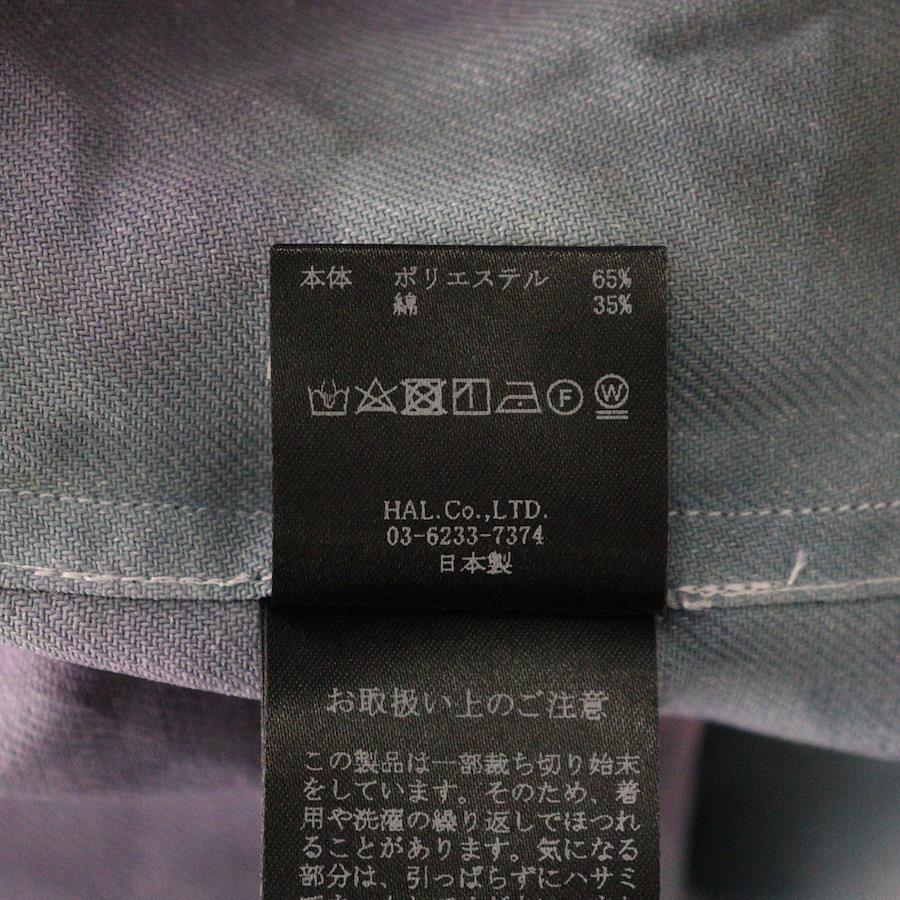 本体 ポリエステル 65%
綿 35%
F W
HAL.Co.,LTD.
03-6233-7374
日本製
お取扱い上のご注意
この製品は一部裁ち切り始末
をしています。そのため、着
用や洗濯の繰り返しでほつれ
ることがあります。気になる
部分は、引っぱらずにハサミ